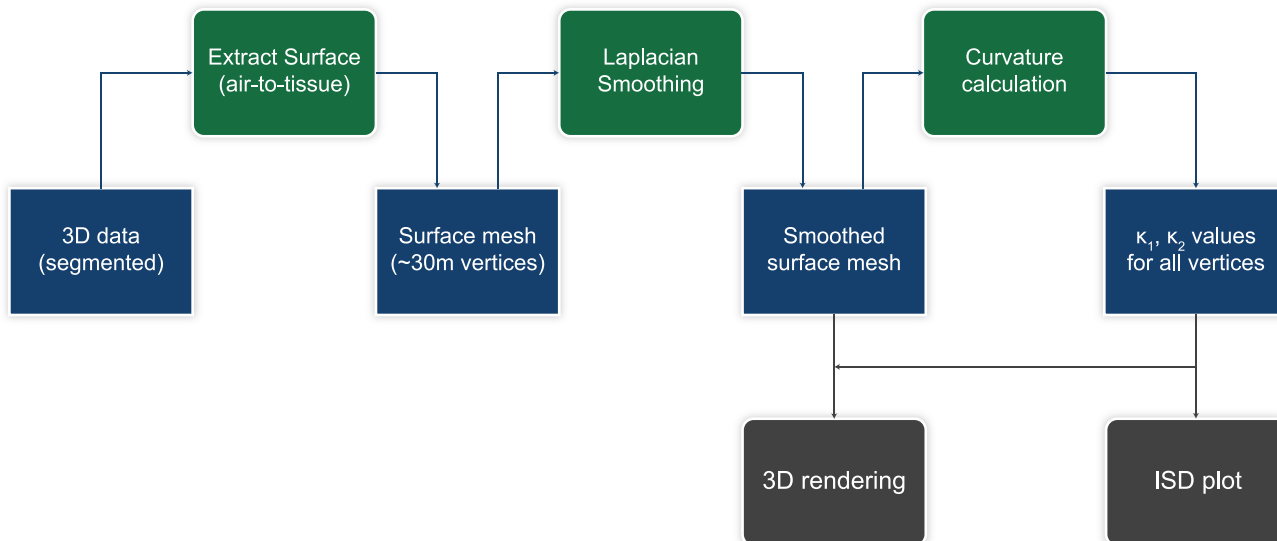 Extract Surface
(air-to-tissue)
Laplacian
Smoothing
Curvature
calculation
3D data
(segmented)
Surface mesh
(~30m vertices)
Smoothed
surface mesh
κ₁, κ₂ values
for all vertices
3D rendering
ISD plot